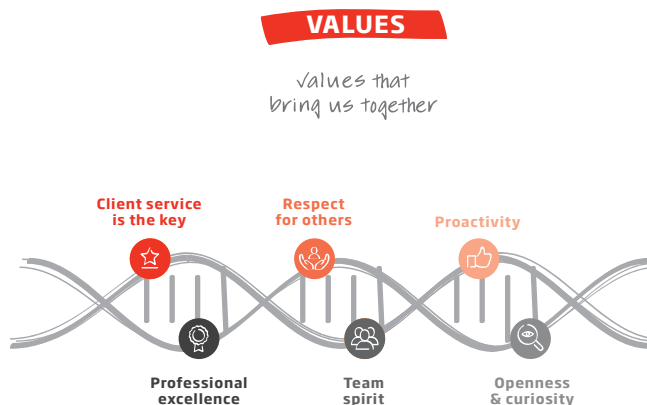 VALUES
values that
bring us together
Client service
is the key
Respect
for others
Proactivity
Professional
excellence
Team
spirit
Openness
& curiosity